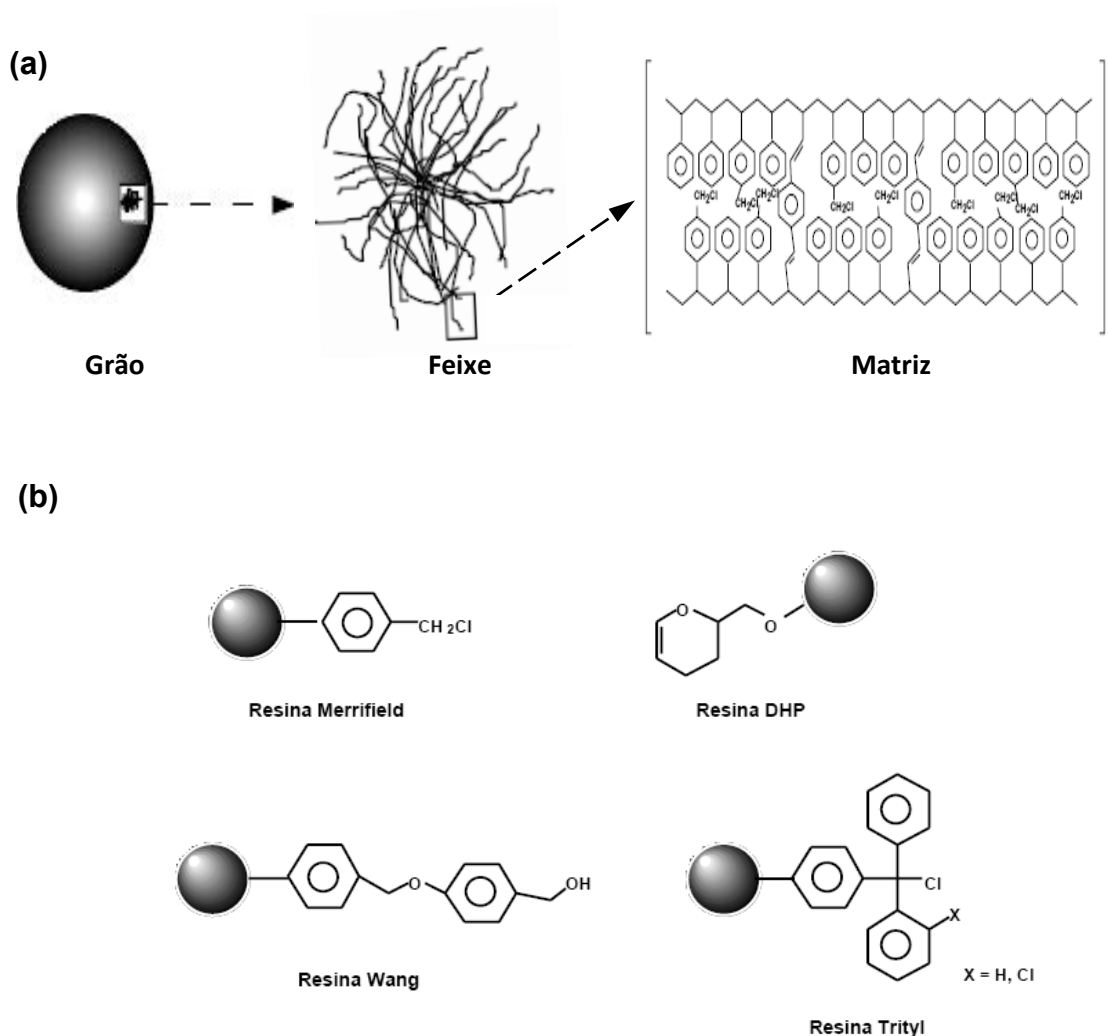 (a)
CH₂Cl
CH₂Cl
CH₂Cl
CH₂Cl
CH₂Cl
CH₂Cl
CH₂Cl
CH₂Cl
CH₂Cl
CH₂Cl
Grão
Feixe
Matriz
(b)
CH₂Cl
O
O
Resina Merrifield
Resina DHP
O
OH
Cl
X
Resina Wang
X = H, Cl
Resina Trityl